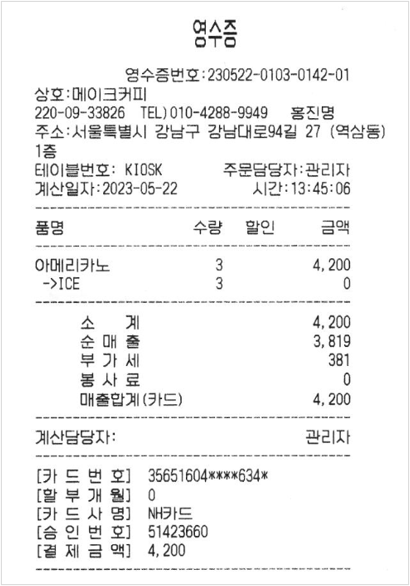 영수증
영수증번호:230522-0103-0142-01
상호:메이크커피
220-09-33826 TEL)010-4288-9949 홍진명
주소:서울특별시 강남구 강남대로94길 27 (역삼동)
1층
테이블번호: KIOSK 주문담당자:관리자
계산일자:2023-05-22 시간:13:45:06
품명 수량 할인 금액
아메리카노 3 4,200
->ICE 3 0
소 계 4,200
순 매 출 3,819
부 가 세 381
봉 사 료 0
매출합계(카드) 4,200
계산담당자: 관리자
[카 드 번 호] 35651604****634*
[할 부 개 월] 0
[카 드 사 명] NH카드
[승 인 번 호] 51423660
[결 제 금 액] 4,200